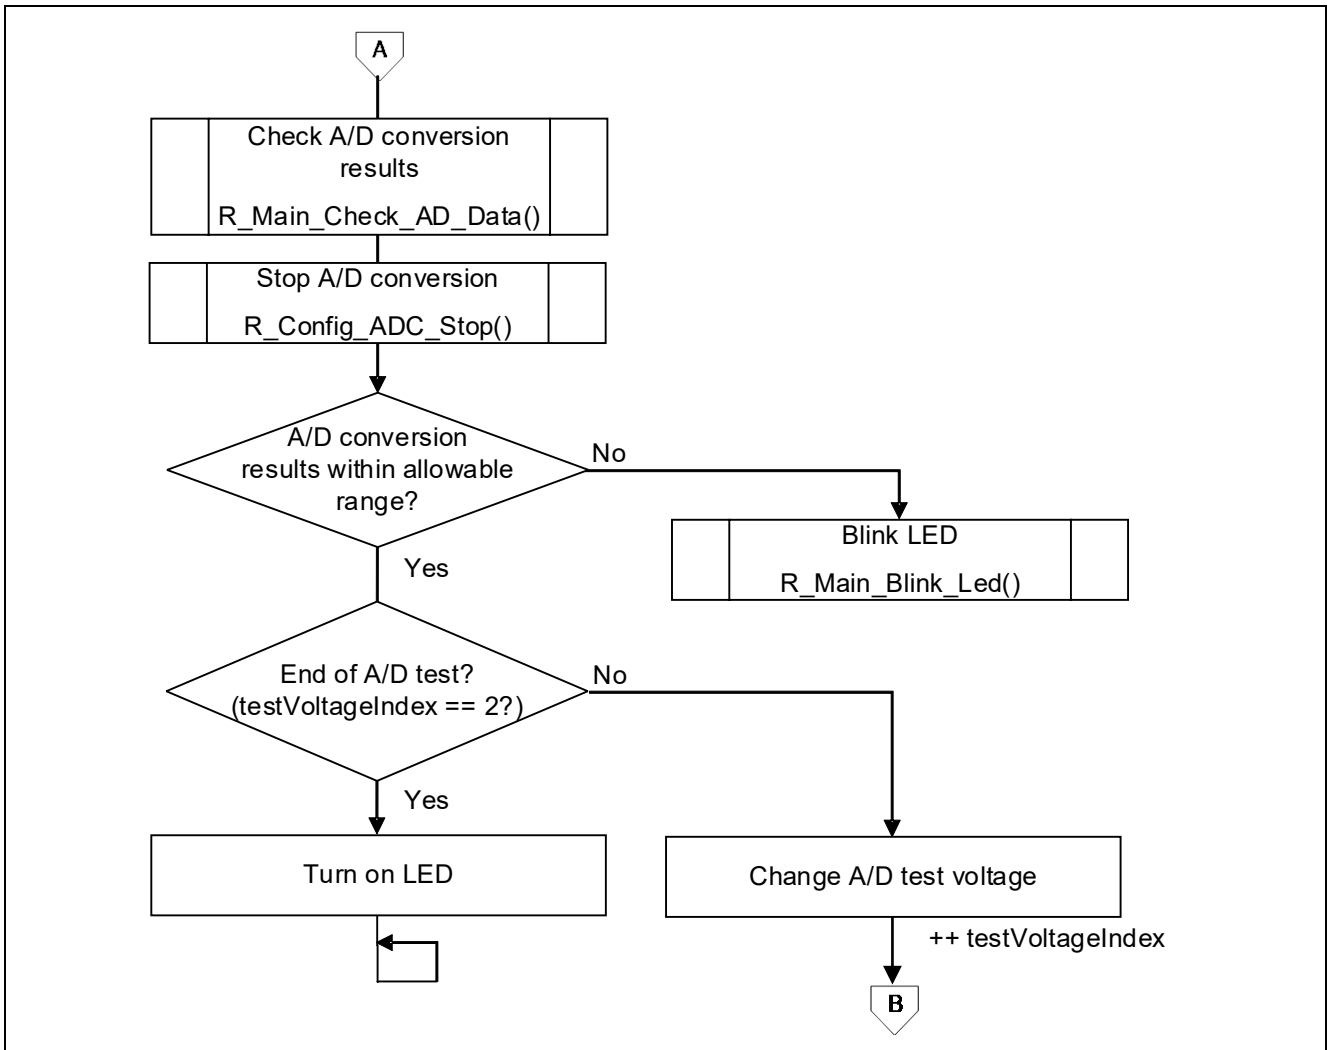 A
Check A/D conversion
results
R_Main_Check_AD_Data()
Stop A/D conversion
R_Config_ADC_Stop()
A/D conversion
results within allowable
range?
No
Blink LED
R_Main_Blink_Led()
Yes
End of A/D test?
(testVoltageIndex == 2?)
No
Yes
Turn on LED
Change A/D test voltage
++ testVoltageIndex
B